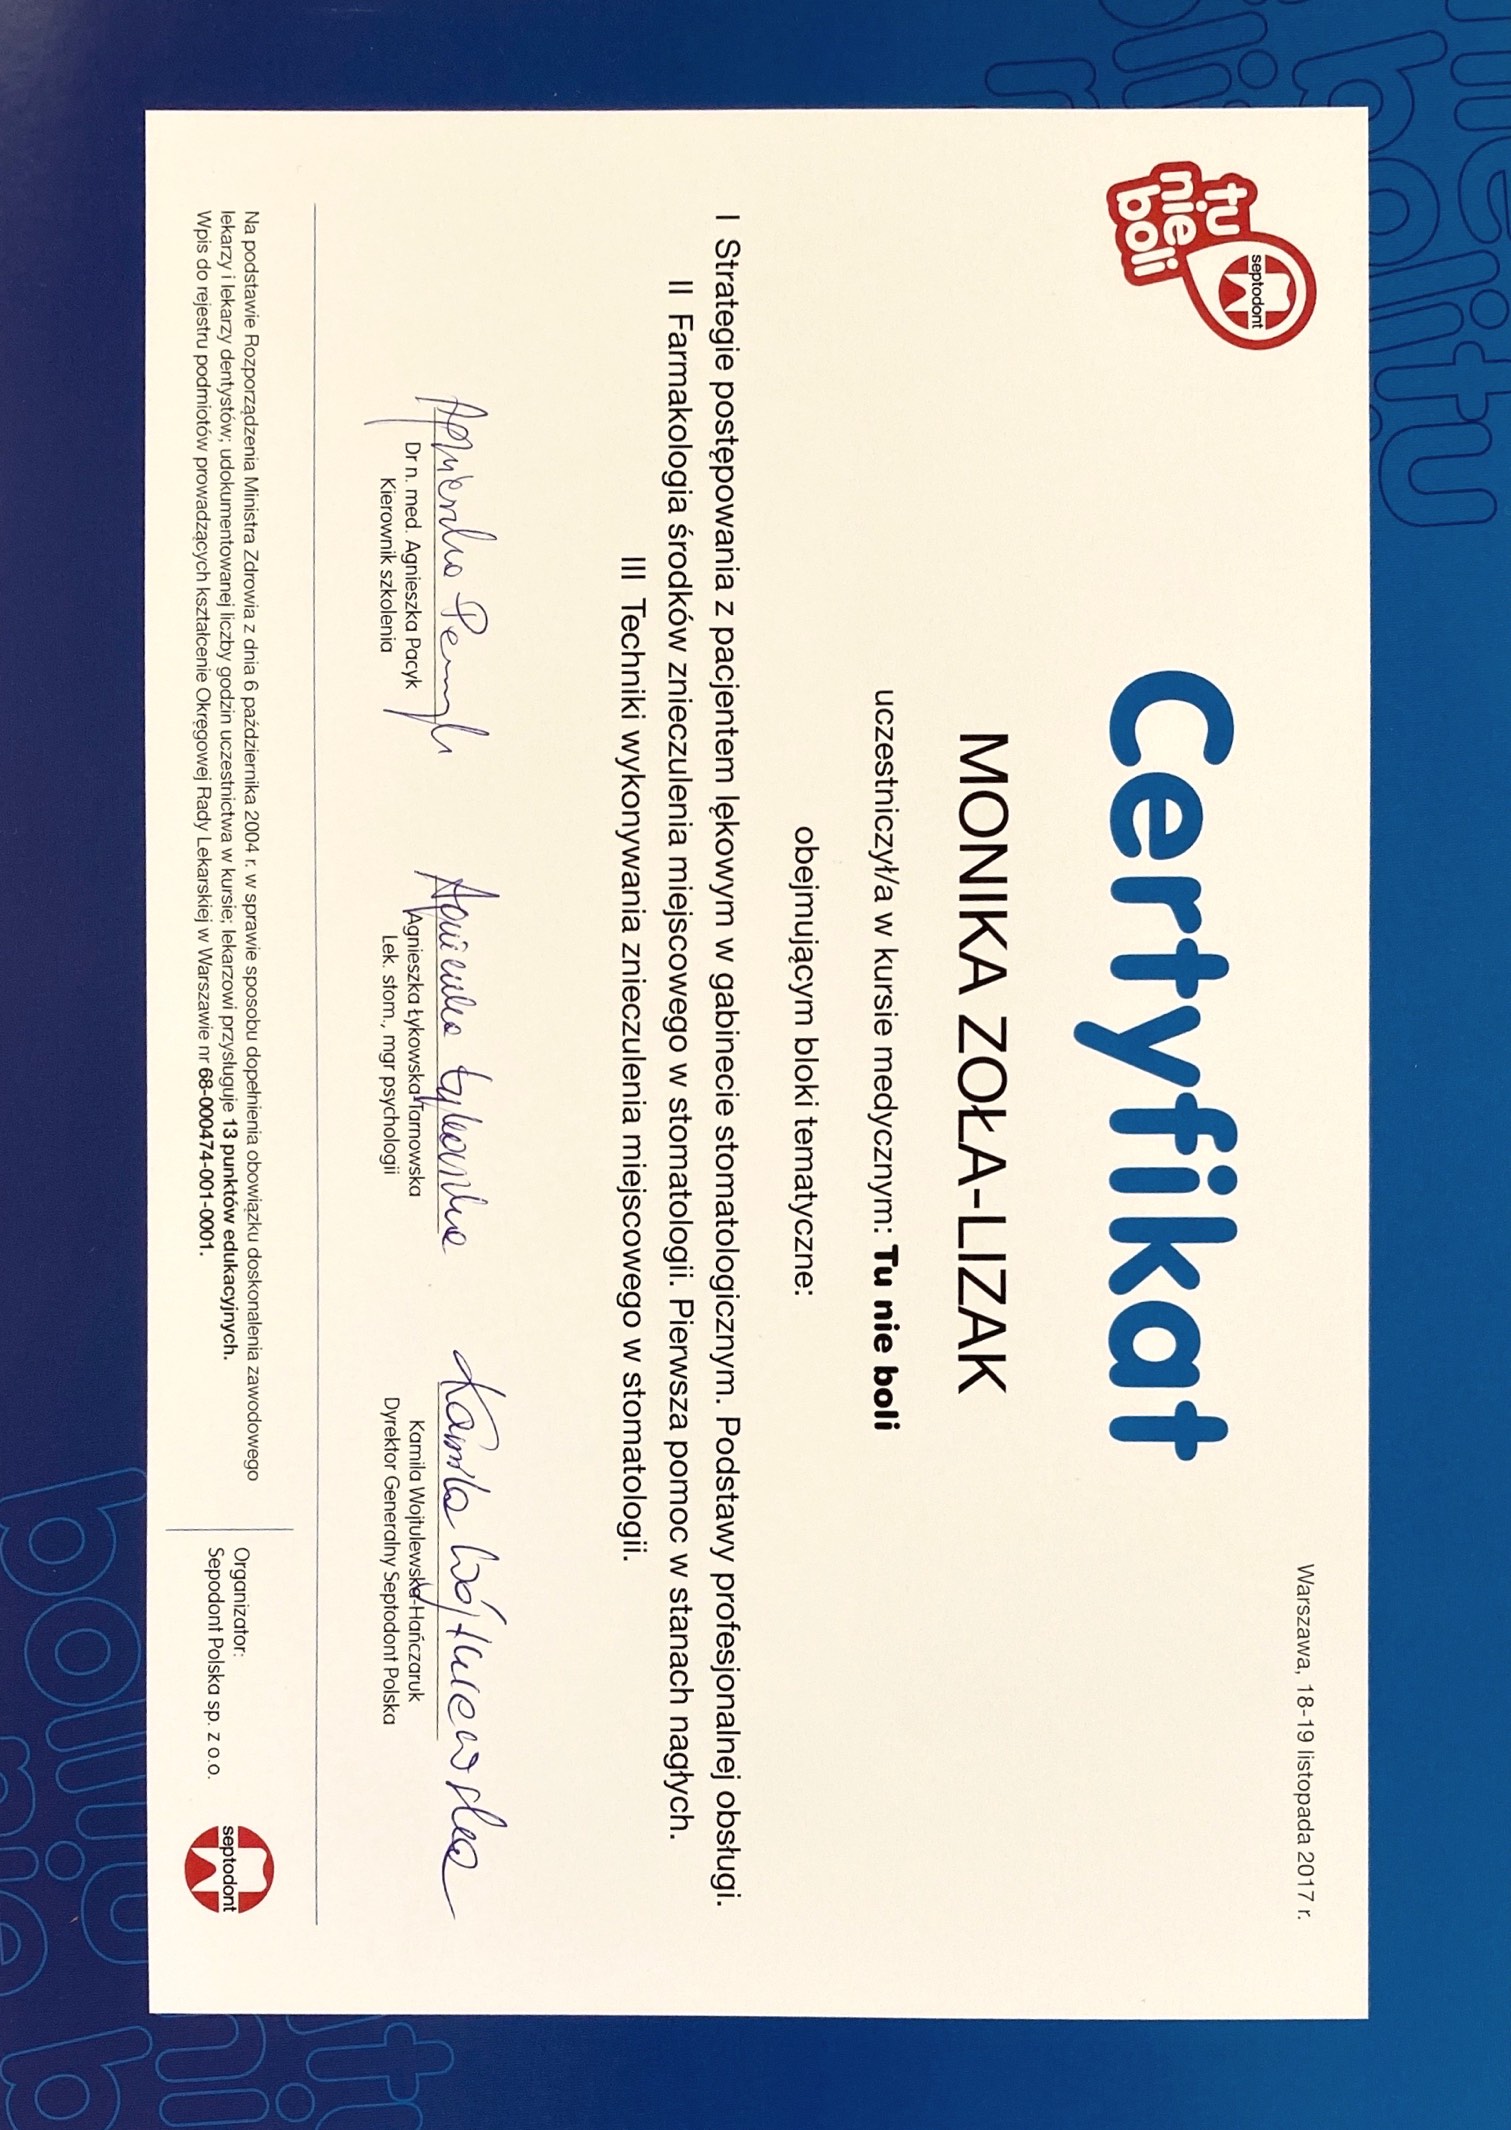 Warszawa, 18-19 listopada 2017 r.
septodont
tu
nie
boli
Certyfikat
MONIKA ZOŁA-LIZAK
uczestniczył/a w kursie medycznym: Tu nie boli
obejmującym bloki tematyczne:
I Strategie postępowania z pacjentem lękowym w gabinecie stomatologicznym. Podstawy profesjonalnej obsługi.
II Farmakologia środków znieczulenia miejscowego w stomatologii. Pierwsza pomoc w stanach nagłych.
III Techniki wykonywania znieczulenia miejscowego w stomatologii.
Dr n. med. Agnieszka Pacyk
Kierownik szkolenia
Agnieszka Łykowska-Tarnowska
Lek. stom., mgr psychologii
Kamila Wojtulewska-Hańczaruk
Dyrektor Generalny Septodont Polska
Na podstawie Rozporządzenia Ministra Zdrowia z dnia 6 października 2004 r. w sprawie sposobu dopełnienia obowiązku doskonalenia zawodowego
lekarzy i lekarzy dentystów; udokumentowanej liczby godzin uczestnictwa w kursie; lekarzowi przysługuje 13 punktów edukacyjnych.
Wpis do rejestru podmiotów prowadzących kształcenie Okręgowej Rady Lekarskiej w Warszawie nr 68-000474-001-0001.
Organizator:
Sepodont Polska sp. z o.o.
septodont